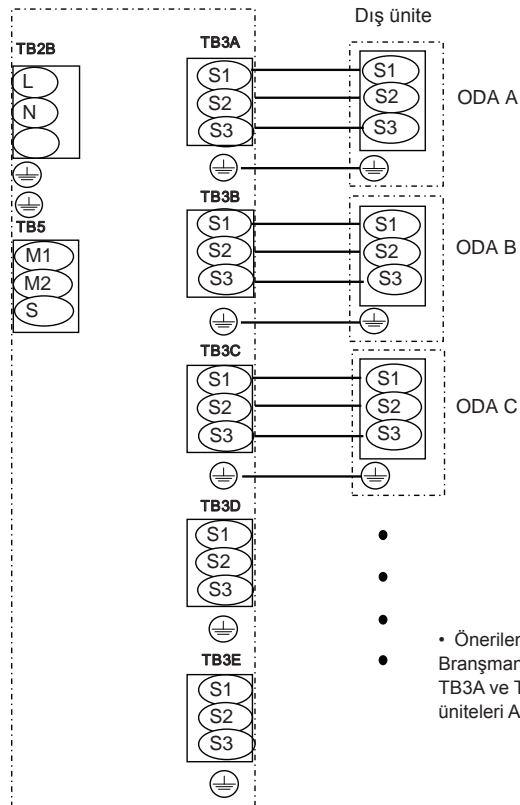 Dış ünite
TB2B
L
N
TB5
M1
M2
S
TB3A
S1
S2
S3
S1
S2
S3
ODA A
TB3B
S1
S2
S3
S1
S2
S3
ODA B
TB3C
S1
S2
S3
S1
S2
S3
ODA C
TB3D
S1
S2
S3
TB3E
S1
S2
S3
• Öneriler
Branşman
TB3A ve T
üniteleri A